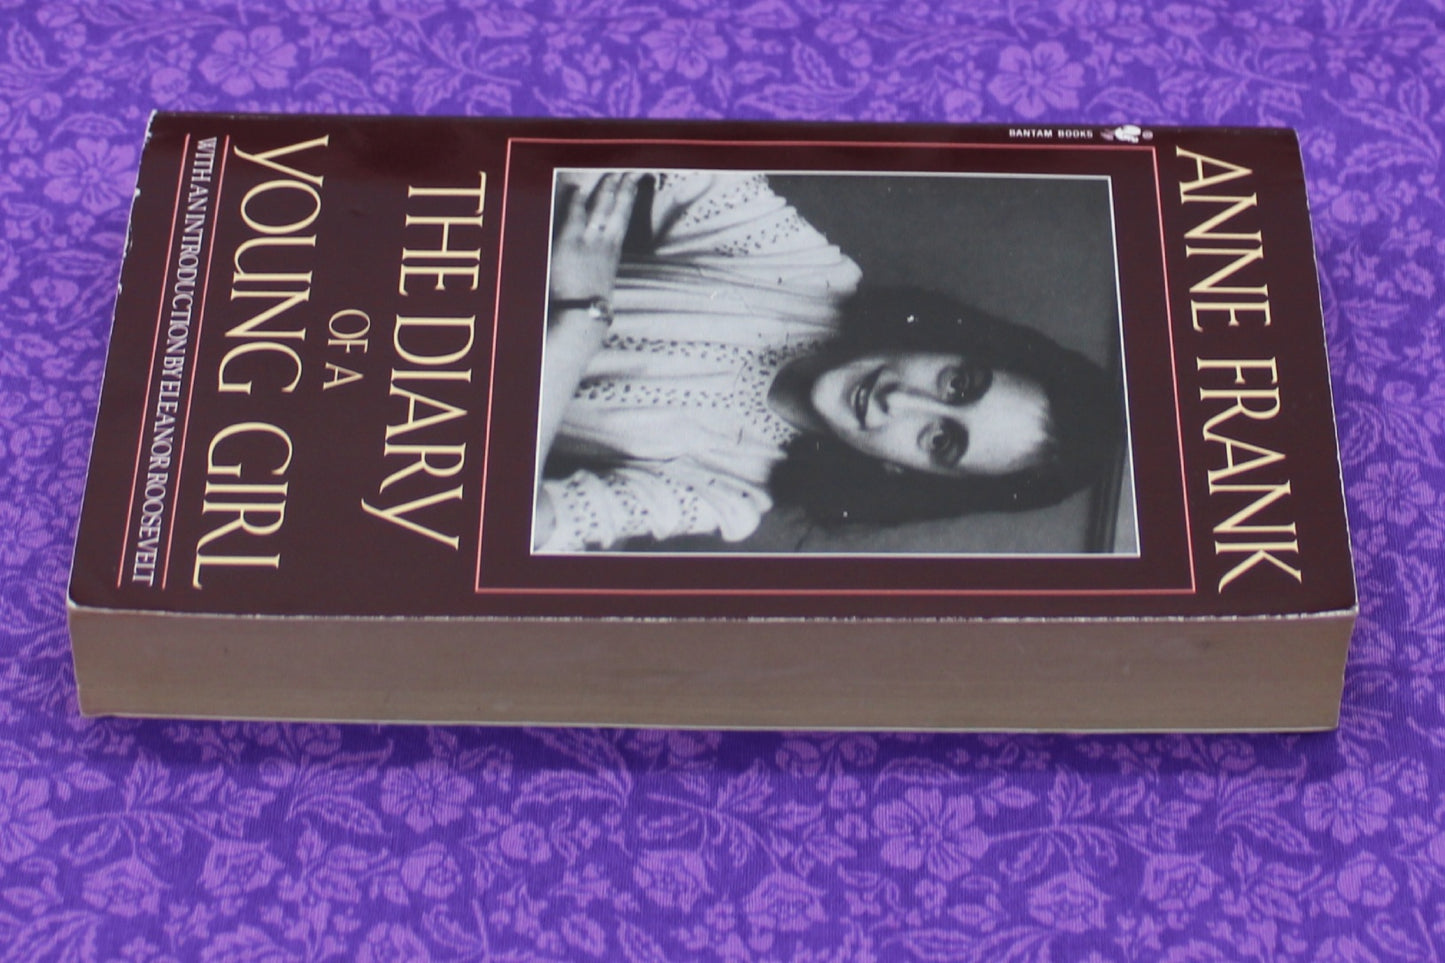 BANTAM BOOKS
ANNE FRANK
THE DIARY
OF A
YOUNG GIRL
WITH AN INTRODUCTION BY ELEANOR ROOSEVELT